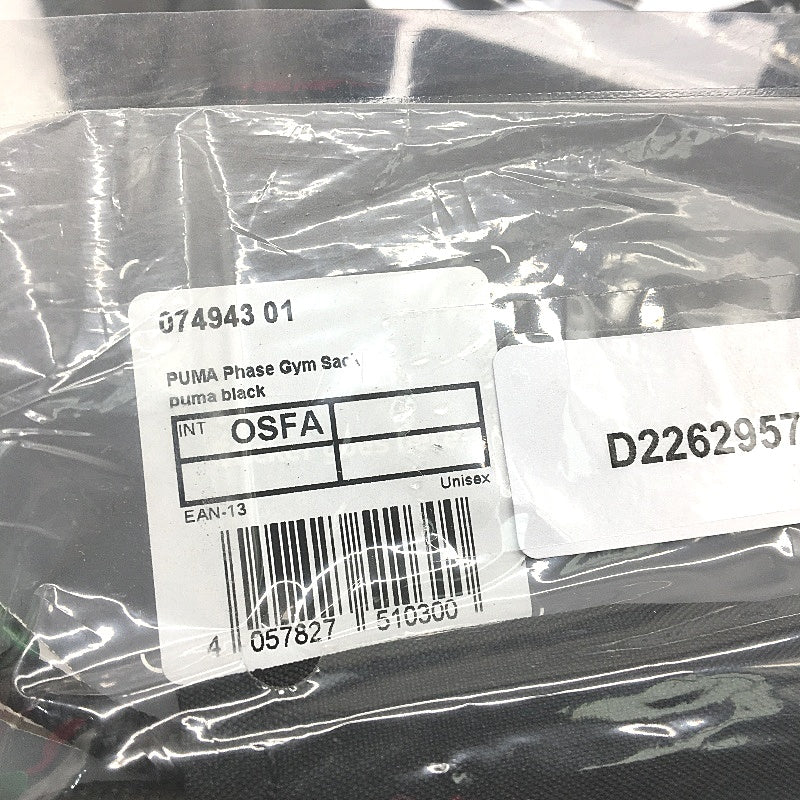 074943 01
PUMA Phase Gym Sack
puma black
INT OSFA
Unisex
EAN-13
4 057827 510300
D2262957